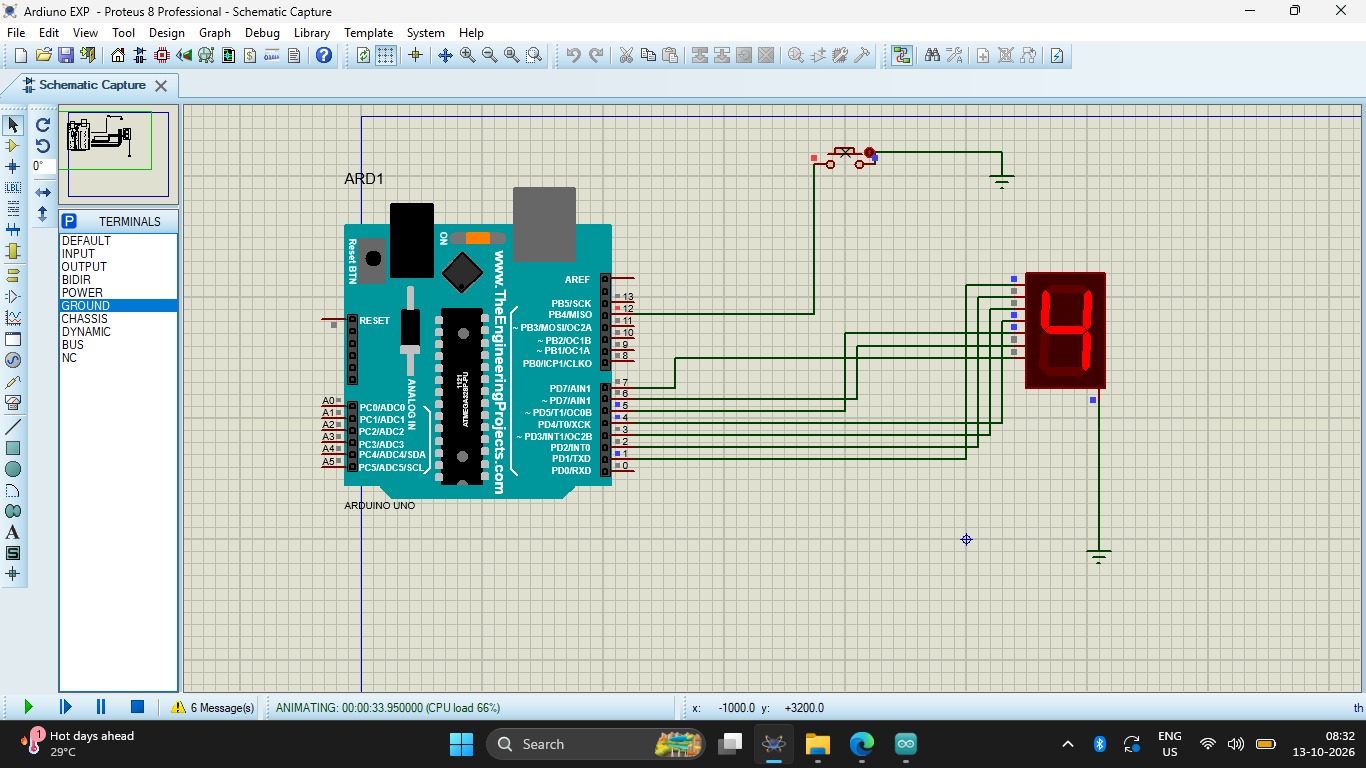 Ardiuno EXP - Proteus 8 Professional - Schematic Capture
File Edit View Tool Design Graph Debug Library Template System Help
Schematic Capture
LBL
0°
P TERMINALS
DEFAULT
INPUT
OUTPUT
BIDIR
POWER
GROUND
CHASSIS
DYNAMIC
BUS
NC
A
S
ARD1
Reset BTN
ON
www.TheEngineeringProjects.com
ANALOG IN
1121
ATMEGA328P-PU
RESET
AREF
PB5/SCK 13
PB4/MISO 12
~ PB3/MOSI/OC2A 11
~ PB2/OC1B 10
~ PB1/OC1A 9
PB0/ICP1/CLKO 8
PD7/AIN1 7
~ PD7/AIN1 6
~ PD5/T1/OC0B 5
PD4/T0/XCK 4
~ PD3/INT1/OC2B 3
PD2/INT0 2
PD1/TXD 1
PD0/RXD 0
A0 PC0/ADC0
A1 PC1/ADC1
A2 PC2/ADC2
A3 PC3/ADC3
A4 PC4/ADC4/SDA
A5 PC5/ADC5/SCL
ARDUINO UNO
4
6 Message(s) ANIMATING: 00:00:33.950000 (CPU load 66%) x: -1000.0 y: +3200.0 th
1 Hot days ahead
29°C
Search
ENG
US
08:32
13-10-2026